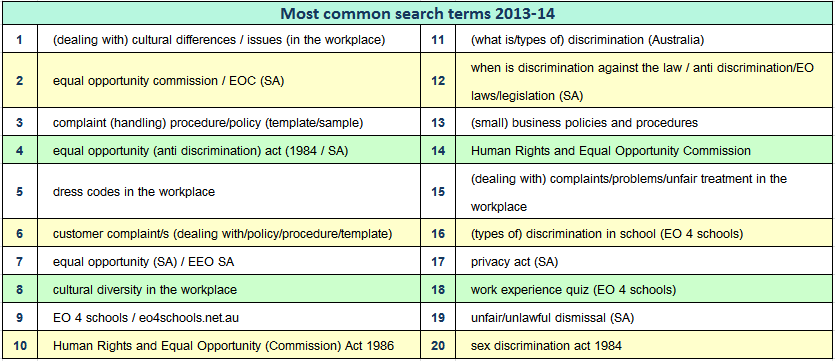 Most common search terms 2013-14
1 (dealing with) cultural differences / issues (in the workplace) 11 (what is/types of) discrimination (Australia)
2 equal opportunity commission / EOC (SA) 12 when is discrimination against the law / anti discrimination/EO
laws/legislation (SA)
3 complaint (handling) procedure/policy (template/sample) 13 (small) business policies and procedures
4 equal opportunity (anti discrimination) act (1984 / SA) 14 Human Rights and Equal Opportunity Commission
5 dress codes in the workplace 15 (dealing with) complaints/problems/unfair treatment in the
workplace
6 customer complaint/s (dealing with/policy/procedure/template) 16 (types of) discrimination in school (EO 4 schools)
7 equal opportunity (SA) / EEO SA 17 privacy act (SA)
8 cultural diversity in the workplace 18 work experience quiz (EO 4 schools)
9 EO 4 schools / eo4schools.net.au 19 unfair/unlawful dismissal (SA)
10 Human Rights and Equal Opportunity (Commission) Act 1986 20 sex discrimination act 1984